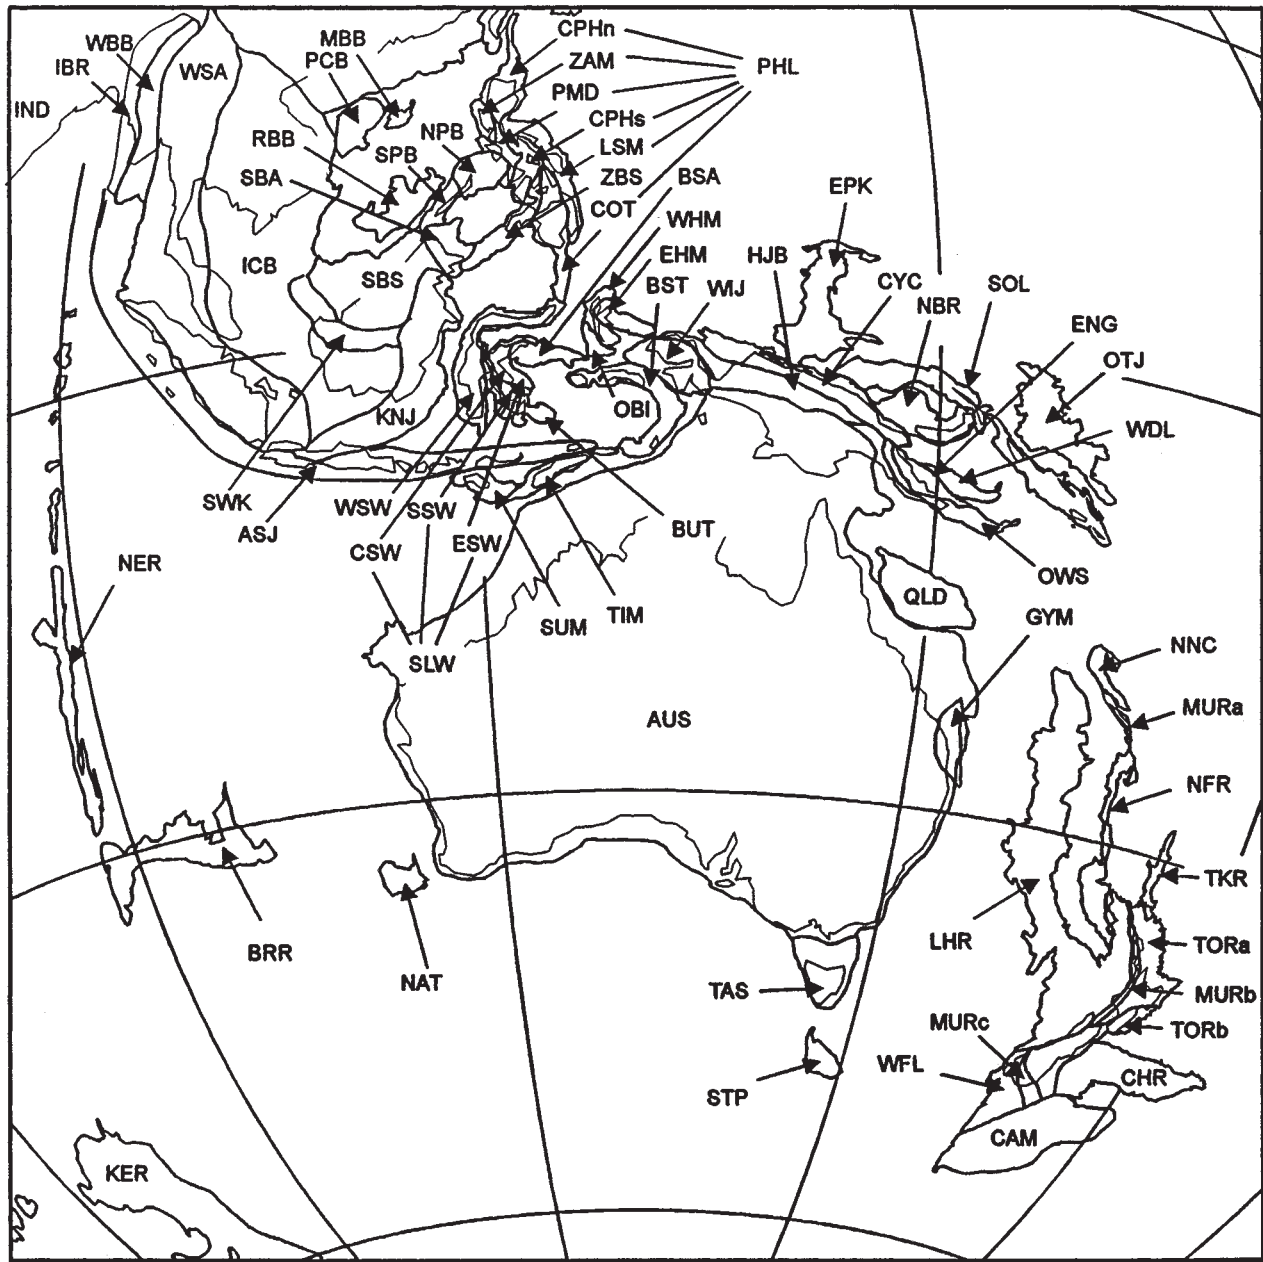 CPHn
MBB
WBB
PCB
ZAM
PHL
IBR
WSA
PMD
IND
CPHs
NPB
RBB
LSM
SPB
SBA
ZBS
BSA
EPK
COT
WHM
EHM
HJB
ICB
SBS
BST
WIJ
CYC
SOL
NBR
ENG
OTJ
OBI
KNJ
WDL
SWK
WSW
SSW
ASJ
BUT
CSW
ESW
NER
OWS
QLD
TIM
GYM
SUM
SLW
NNC
MURa
AUS
NFR
TKR
LHR
TORa
BRR
NAT
TAS
MURb
MURc
TORb
WFL
CHR
STP
CAM
KER